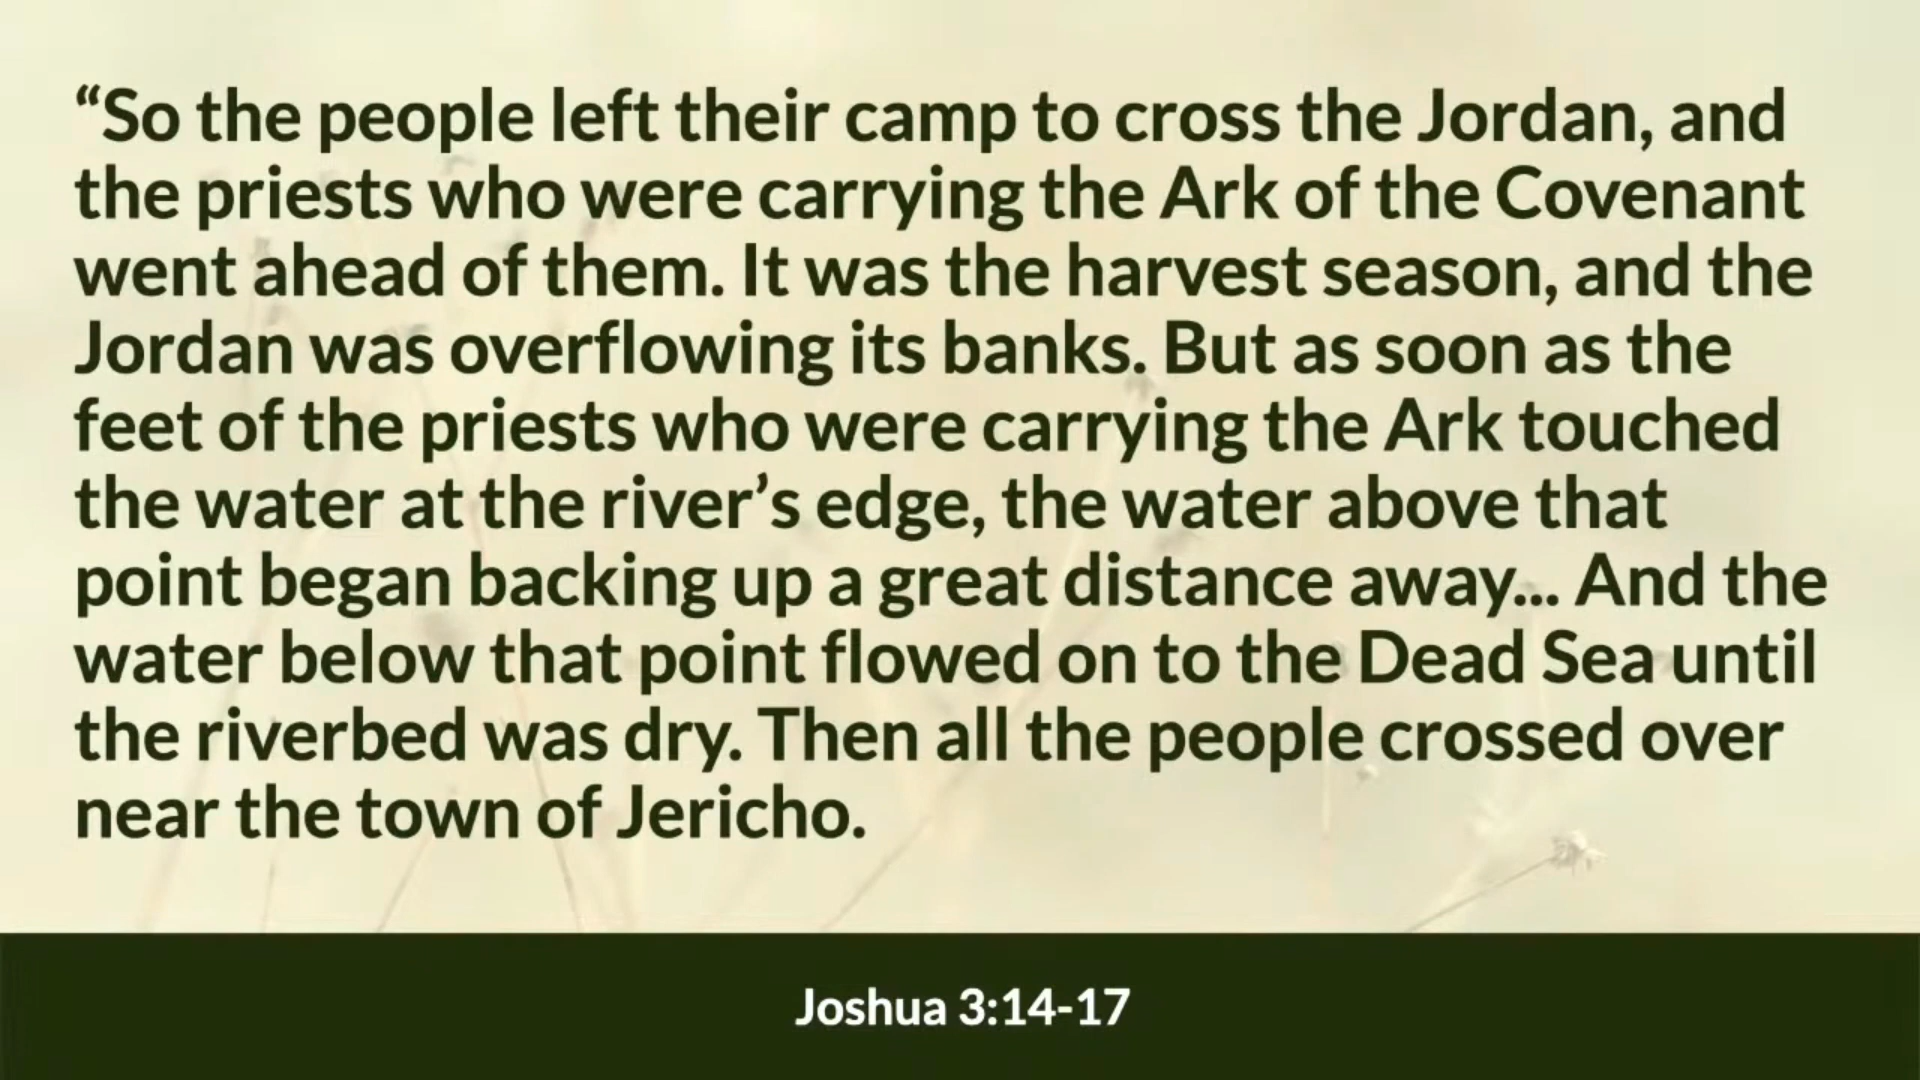 “So the people left their camp to cross the Jordan, and
the priests who were carrying the Ark of the Covenant
went ahead of them. It was the harvest season, and the
Jordan was overflowing its banks. But as soon as the
feet of the priests who were carrying the Ark touched
the water at the river’s edge, the water above that
point began backing up a great distance away... And the
water below that point flowed on to the Dead Sea until
the riverbed was dry. Then all the people crossed over
near the town of Jericho.
Joshua 3:14-17